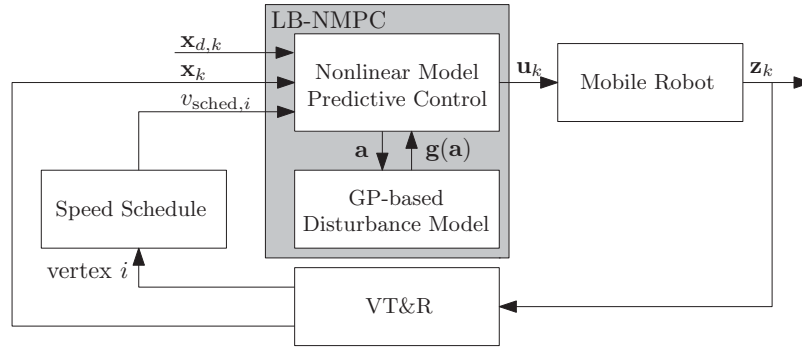 LB-NMPC
x_{d,k}
x_k
v_{sched,i}
Nonlinear Model
Predictive Control
u_k
Mobile Robot
z_k
a
g(a)
Speed Schedule
GP-based
Disturbance Model
vertex i
VT&R